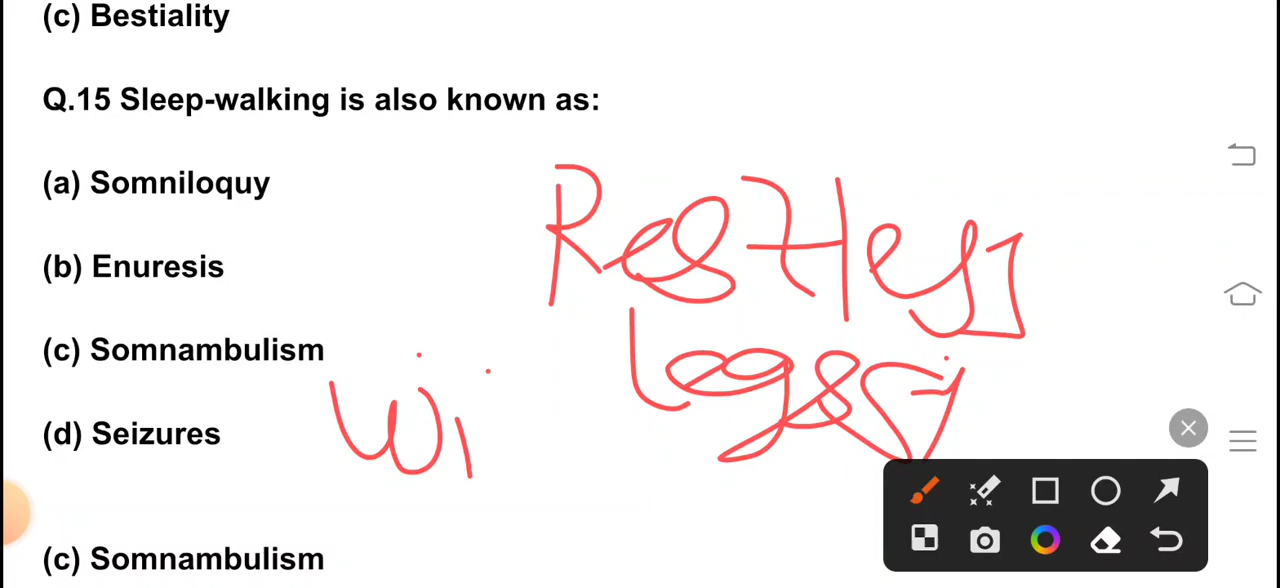 (c) Bestiality
Q.15 Sleep-walking is also known as:
(a) Somniloquy
(b) Enuresis
(c) Somnambulism
(d) Seizures
Restless
legs
Wi
(c) Somnambulism